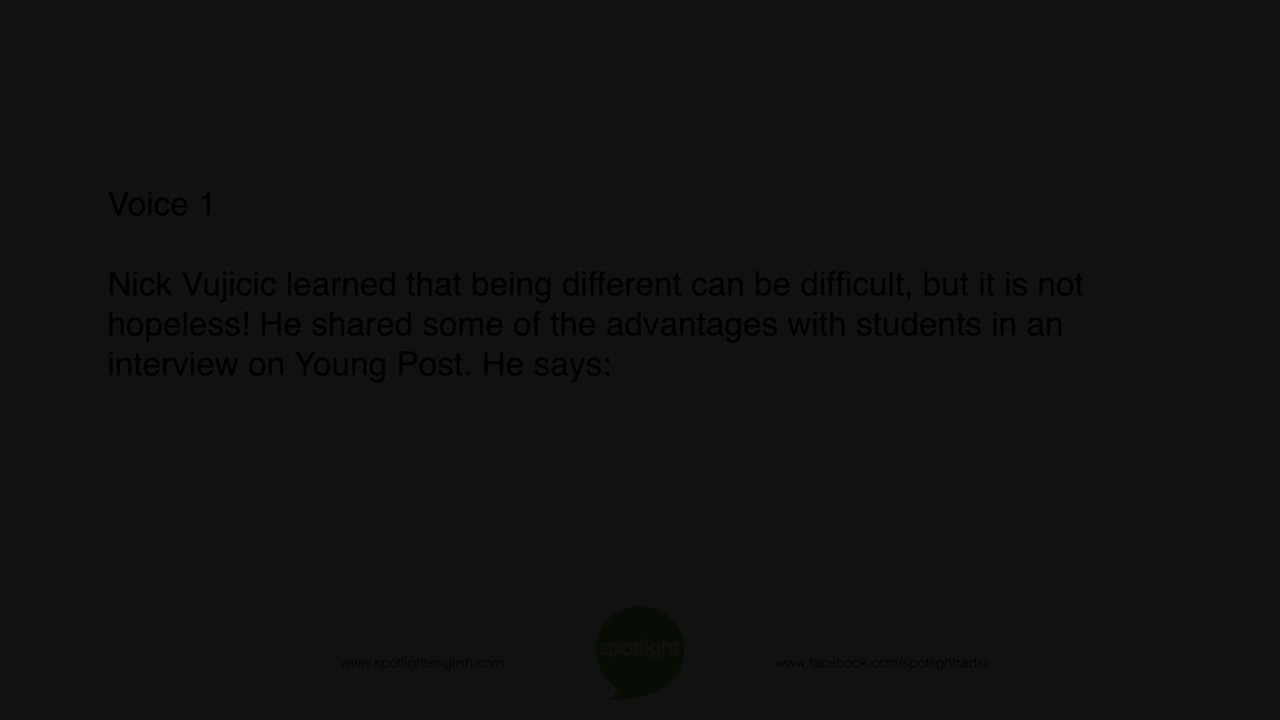 Voice 1
Nick Vujicic learned that being different can be difficult, but it is not
hopeless! He shared some of the advantages with students in an
interview on Young Post. He says:
spotlight
www.spotlightenglish.com
www.facebook.com/spotlightradio